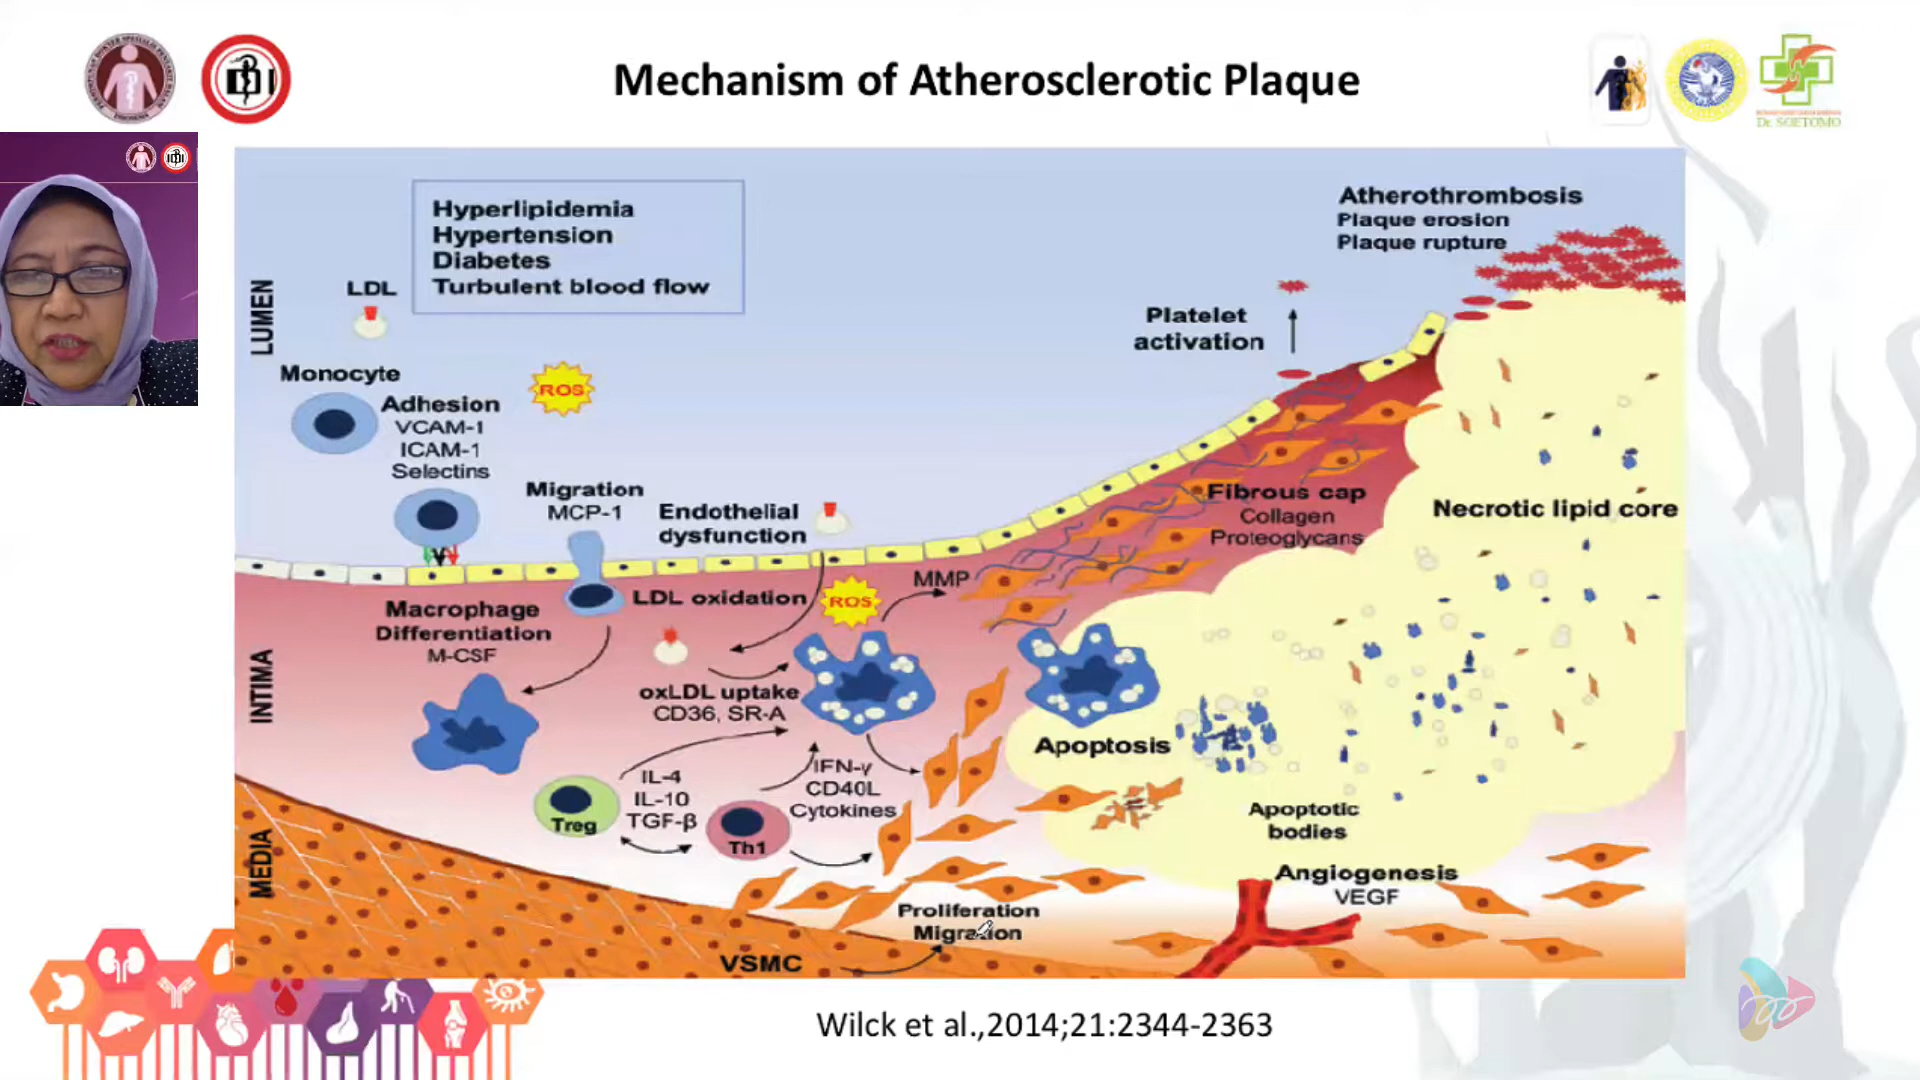 Mechanism of Atherosclerotic Plaque
IDI
Dr. SOETOMO
Hyperlipidemia
Hypertension
Diabetes
Turbulent blood flow
Atherothrombosis
Plaque erosion
Plaque rupture
LUMEN
LDL
Platelet
activation
Monocyte
ROS
Adhesion
VCAM-1
ICAM-1
Selectins
Migration
MCP-1
Endothelial
dysfunction
Fibrous cap
Collagen
Proteoglycans
Necrotic lipid core
MMP
LDL oxidation
ROS
Macrophage
Differentiation
M-CSF
INTIMA
oxLDL uptake
CD36, SR-A
Apoptosis
IL-4
IL-10
TGF-β
IFN-γ
CD40L
Cytokines
Treg
Th1
Apoptotic
bodies
MEDIA
Angiogenesis
VEGF
Proliferation
Migration
VSMC
Wilck et al.,2014;21:2344-2363